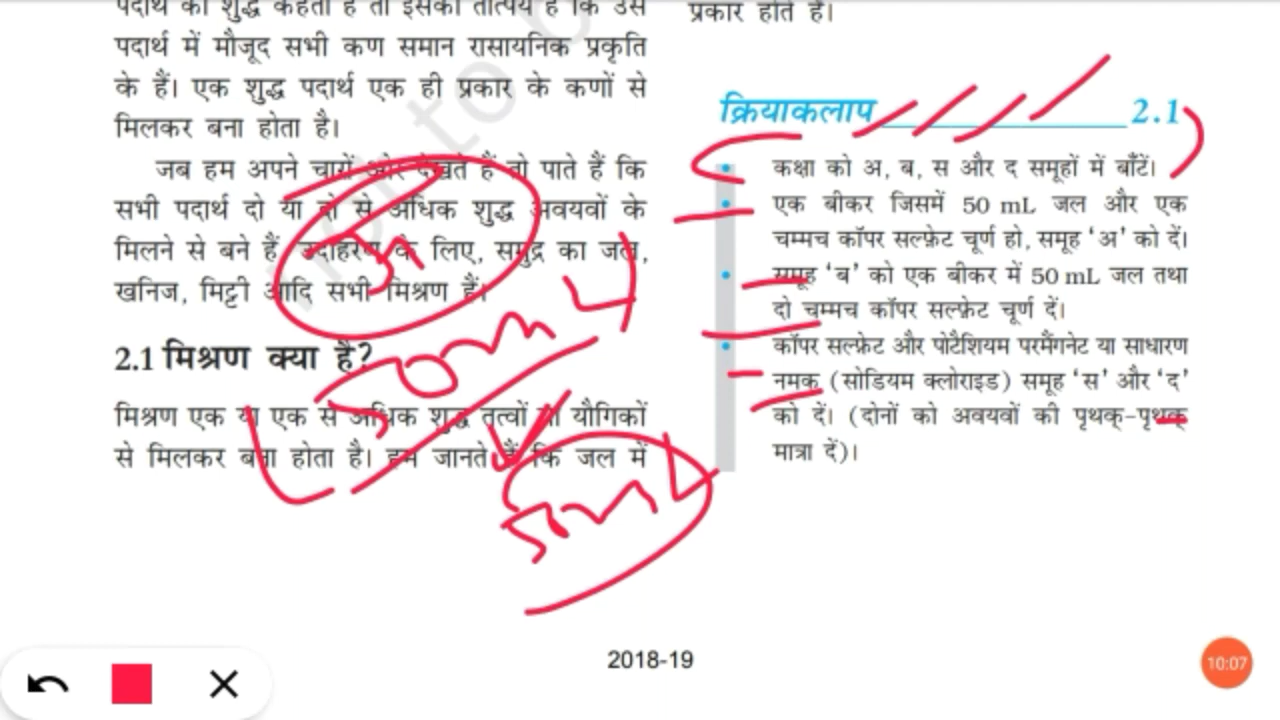 पदार्थ को शुद्ध कहता है तो इसका तात्पर्य है कि उस
पदार्थ में मौजूद सभी कण समान रासायनिक प्रकृति
के हैं। एक शुद्ध पदार्थ एक ही प्रकार के कणों से
मिलकर बना होता है।
जब हम अपने चारों ओर देखते हैं तो पाते हैं कि
सभी पदार्थ दो या दो से अधिक शुद्ध अवयवों के
मिलने से बने हैं, उदाहरण के लिए, समुद्र का जल,
खनिज, मिट्टी आदि सभी मिश्रण हैं।
2.1 मिश्रण क्या है?
मिश्रण एक या एक से अधिक शुद्ध तत्वों या यौगिकों
से मिलकर बना होता है। हम जानते हैं कि जल में
अ
50m L
50m L
प्रकार होते हैं।
क्रियाकलाप 2.1
• कक्षा को अ, ब, स और द समूहों में बाँटें।
• एक बीकर जिसमें 50 mL जल और एक
चम्मच कॉपर सल्फ़ेट चूर्ण हो, समूह ‘अ’ को दें।
• समूह ‘ब’ को एक बीकर में 50 mL जल तथा
दो चम्मच कॉपर सल्फ़ेट चूर्ण दें।
• कॉपर सल्फ़ेट और पोटैशियम परमैंगनेट या साधारण
नमक (सोडियम क्लोराइड) समूह ‘स’ और ‘द’
को दें। (दोनों को अवयवों की पृथक्-पृथक्
मात्रा दें)।
2018-19
10:07